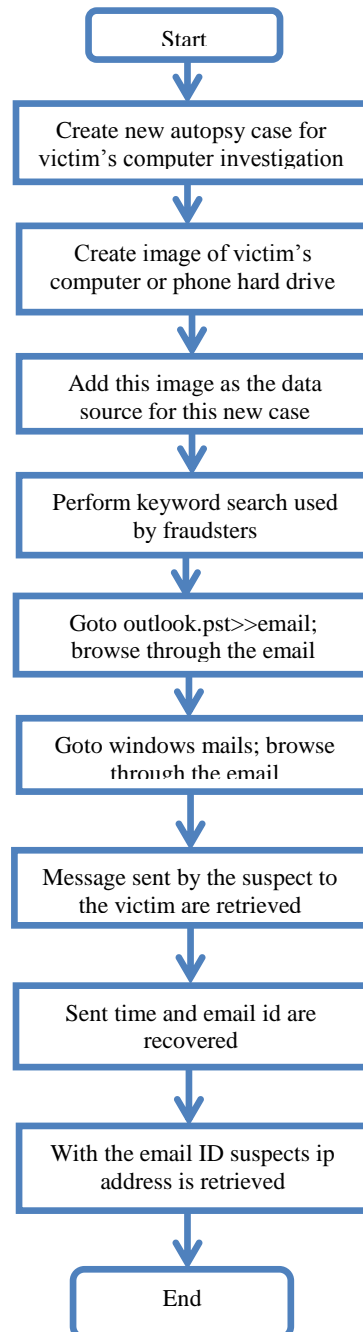 Start
Create new autopsy case for
victim’s computer investigation
Create image of victim’s
computer or phone hard drive
Add this image as the data
source for this new case
Perform keyword search used
by fraudsters
Goto outlook.pst>>email;
browse through the email
Goto windows mails; browse
through the email
Message sent by the suspect to
the victim are retrieved
Sent time and email id are
recovered
With the email ID suspects ip
address is retrieved
End